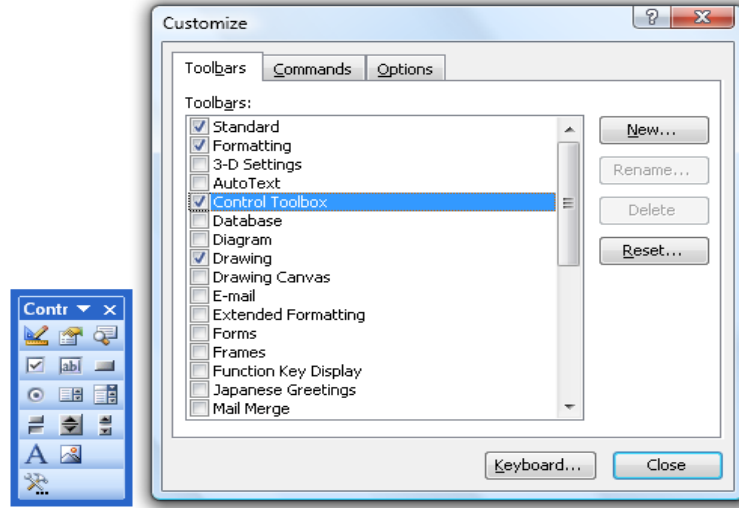 Customize
Toolbars Commands Options
Toolbars:
Standard
Formatting
3-D Settings
AutoText
Control Toolbox
Database
Diagram
Drawing
Drawing Canvas
E-mail
Extended Formatting
Forms
Frames
Function Key Display
Japanese Greetings
Mail Merge
New...
Rename...
Delete
Reset...
Keyboard...
Close
Contr
abl
A